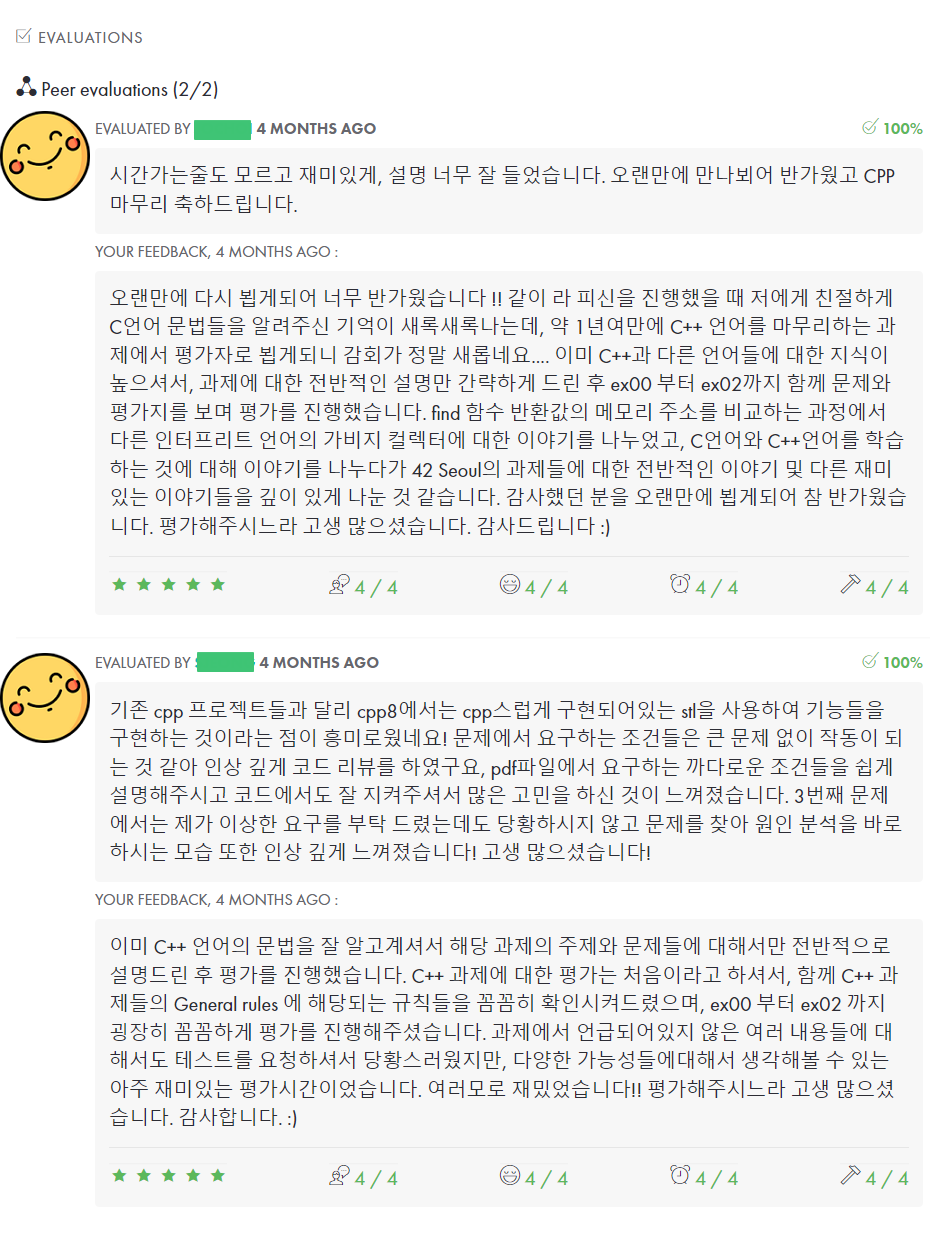 EVALUATIONS
Peer evaluations (2/2)
EVALUATED BY 4 MONTHS AGO 100%
시간가는줄도 모르고 재미있게, 설명 너무 잘 들었습니다. 오랜만에 만나뵈어 반가웠고 CPP
마무리 축하드립니다.
YOUR FEEDBACK, 4 MONTHS AGO :
오랜만에 다시 뵙게되어 너무 반가웠습니다 !! 같이 라 피신을 진행했을 때 저에게 친절하게
C언어 문법들을 알려주신 기억이 새록새록나는데, 약 1년여만에 C++ 언어를 마무리하는 과
제에서 평가자로 뵙게되니 감회가 정말 새롭네요.... 이미 C++과 다른 언어들에 대한 지식이
높으셔서, 과제에 대한 전반적인 설명만 간략하게 드린 후 ex00 부터 ex02까지 함께 문제와
평가지를 보며 평가를 진행했습니다. find 함수 반환값의 메모리 주소를 비교하는 과정에서
다른 인터프리트 언어의 가비지 컬렉터에 대한 이야기를 나누었고, C언어와 C++언어를 학습
하는 것에 대해 이야기를 나누다가 42 Seoul의 과제들에 대한 전반적인 이야기 및 다른 재미
있는 이야기들을 깊이 있게 나눈 것 같습니다. 감사했던 분을 오랜만에 뵙게되어 참 반가웠습
니다. 평가해주시느라 고생 많으셨습니다. 감사드립니다 :)
4 / 4 4 / 4 4 / 4 4 / 4
EVALUATED BY 4 MONTHS AGO 100%
기존 cpp 프로젝트들과 달리 cpp8에서는 cpp스럽게 구현되어있는 stl을 사용하여 기능들을
구현하는 것이라는 점이 흥미로웠네요! 문제에서 요구하는 조건들은 큰 문제 없이 작동이 되
는 것 같아 인상 깊게 코드 리뷰를 하였구요, pdf파일에서 요구하는 까다로운 조건들을 쉽게
설명해주시고 코드에서도 잘 지켜주셔서 많은 고민을 하신 것이 느껴졌습니다. 3번째 문제
에서는 제가 이상한 요구를 부탁 드렸는데도 당황하시지 않고 문제를 찾아 원인 분석을 바로
하시는 모습 또한 인상 깊게 느껴졌습니다! 고생 많으셨습니다!
YOUR FEEDBACK, 4 MONTHS AGO :
이미 C++ 언어의 문법을 잘 알고계셔서 해당 과제의 주제와 문제들에 대해서만 전반적으로
설명드린 후 평가를 진행했습니다. C++ 과제에 대한 평가는 처음이라고 하셔서, 함께 C++ 과
제들의 General rules 에 해당되는 규칙들을 꼼꼼히 확인시켜드렸으며, ex00 부터 ex02 까지
굉장히 꼼꼼하게 평가를 진행해주셨습니다. 과제에서 언급되어있지 않은 여러 내용들에 대
해서도 테스트를 요청하셔서 당황스러웠지만, 다양한 가능성들에대해서 생각해볼 수 있는
아주 재미있는 평가시간이었습니다. 여러모로 재밌었습니다!! 평가해주시느라 고생 많으셨
습니다. 감사합니다. :)
4 / 4 4 / 4 4 / 4 4 / 4